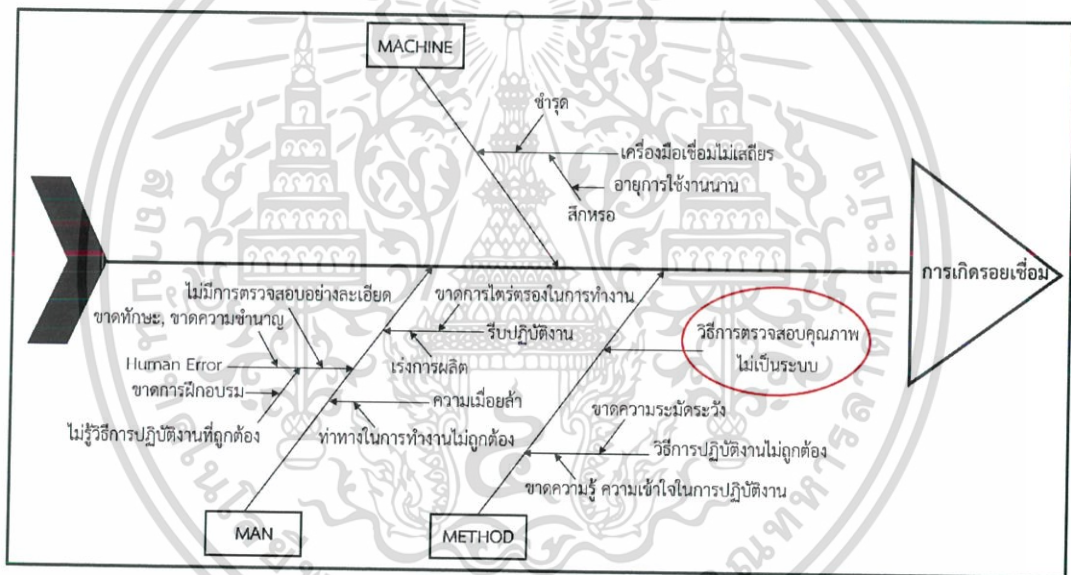 MACHINE
ชำรุด
เครื่องมือเชื่อมไม่เสถียร
อายุการใช้งานนาน
สึกหรอ
การเกิดรอยเชื่อม
ไม่มีการตรวจสอบอย่างละเอียด
ขาดทักษะ, ขาดความชำนาญ
Human Error
ขาดการฝึกอบรม
ไม่รู้วิธีการปฏิบัติงานที่ถูกต้อง
ขาดการไตร่ตรองในการทำงาน
รีบปฏิบัติงาน
เร่งการผลิต
ความเมื่อยล้า
ท่าทางในการทำงานไม่ถูกต้อง
วิธีการตรวจสอบคุณภาพ
ไม่เป็นระบบ
ขาดความระมัดระวัง
วิธีการปฏิบัติงานไม่ถูกต้อง
ขาดความรู้ ความเข้าใจในการปฏิบัติงาน
MAN
METHOD